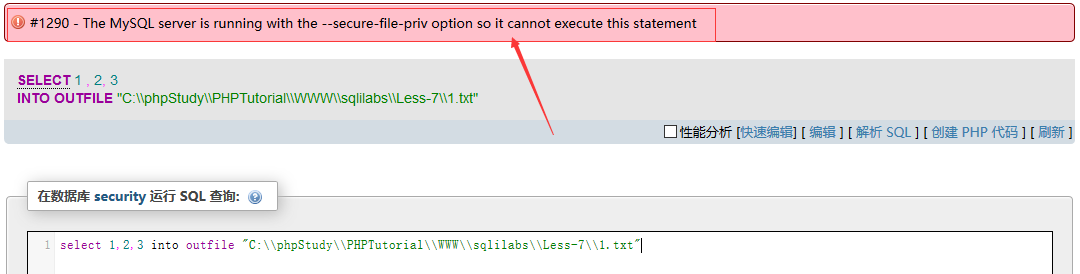 #1290 - The MySQL server is running with the --secure-file-priv option so it cannot execute this statement
SELECT 1 , 2, 3
INTO OUTFILE "C:\\phpStudy\\PHPTutorial\\WWW\\sqlilabs\\Less-7\\1.txt"
性能分析 [快速编辑] [ 编辑 ] [ 解析 SQL ] [ 创建 PHP 代码 ] [ 刷新 ]
在数据库 security 运行 SQL 查询:
1 select 1,2,3 into outfile "C:\\phpStudy\\PHPTutorial\\WWW\\sqlilabs\\Less-7\\1.txt"